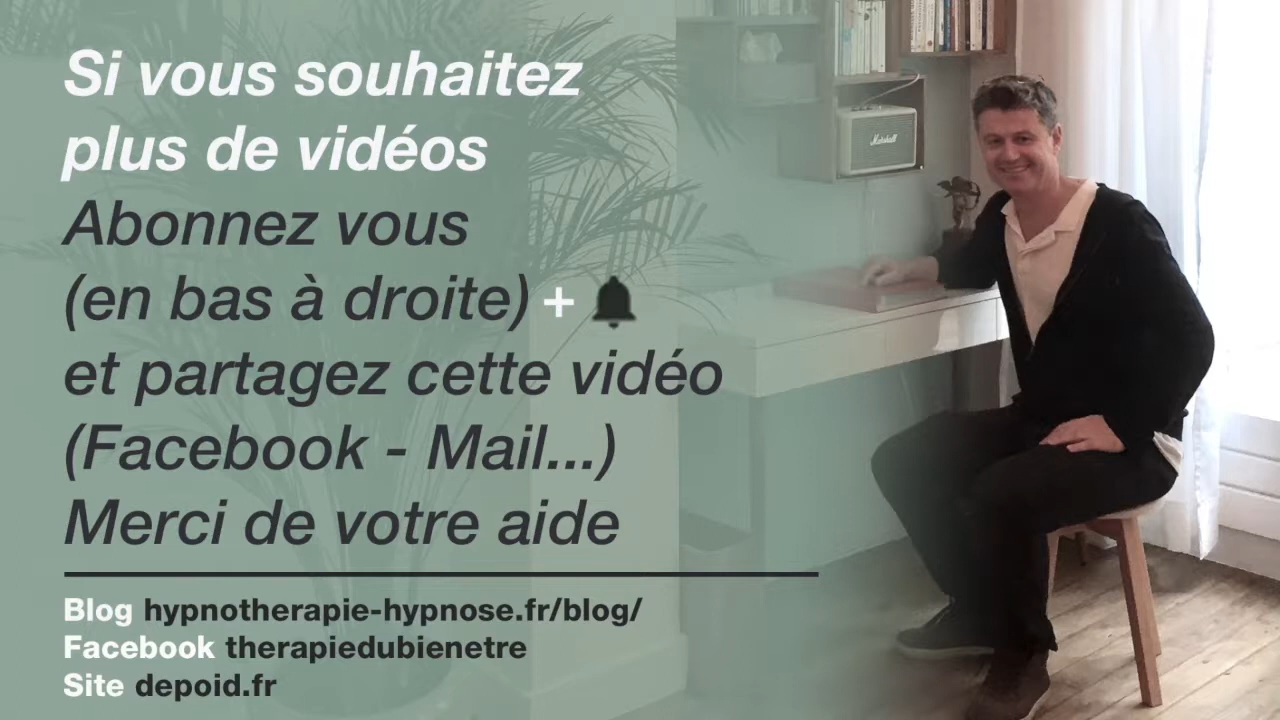 Si vous souhaitez
plus de vidéos
Abonnez vous
(en bas à droite) + 🔔
et partagez cette vidéo
(Facebook - Mail...)
Merci de votre aide
Blog hypnotherapie-hypnose.fr/blog/
Facebook therapiedubienetre
Site depoid.fr
Marshall